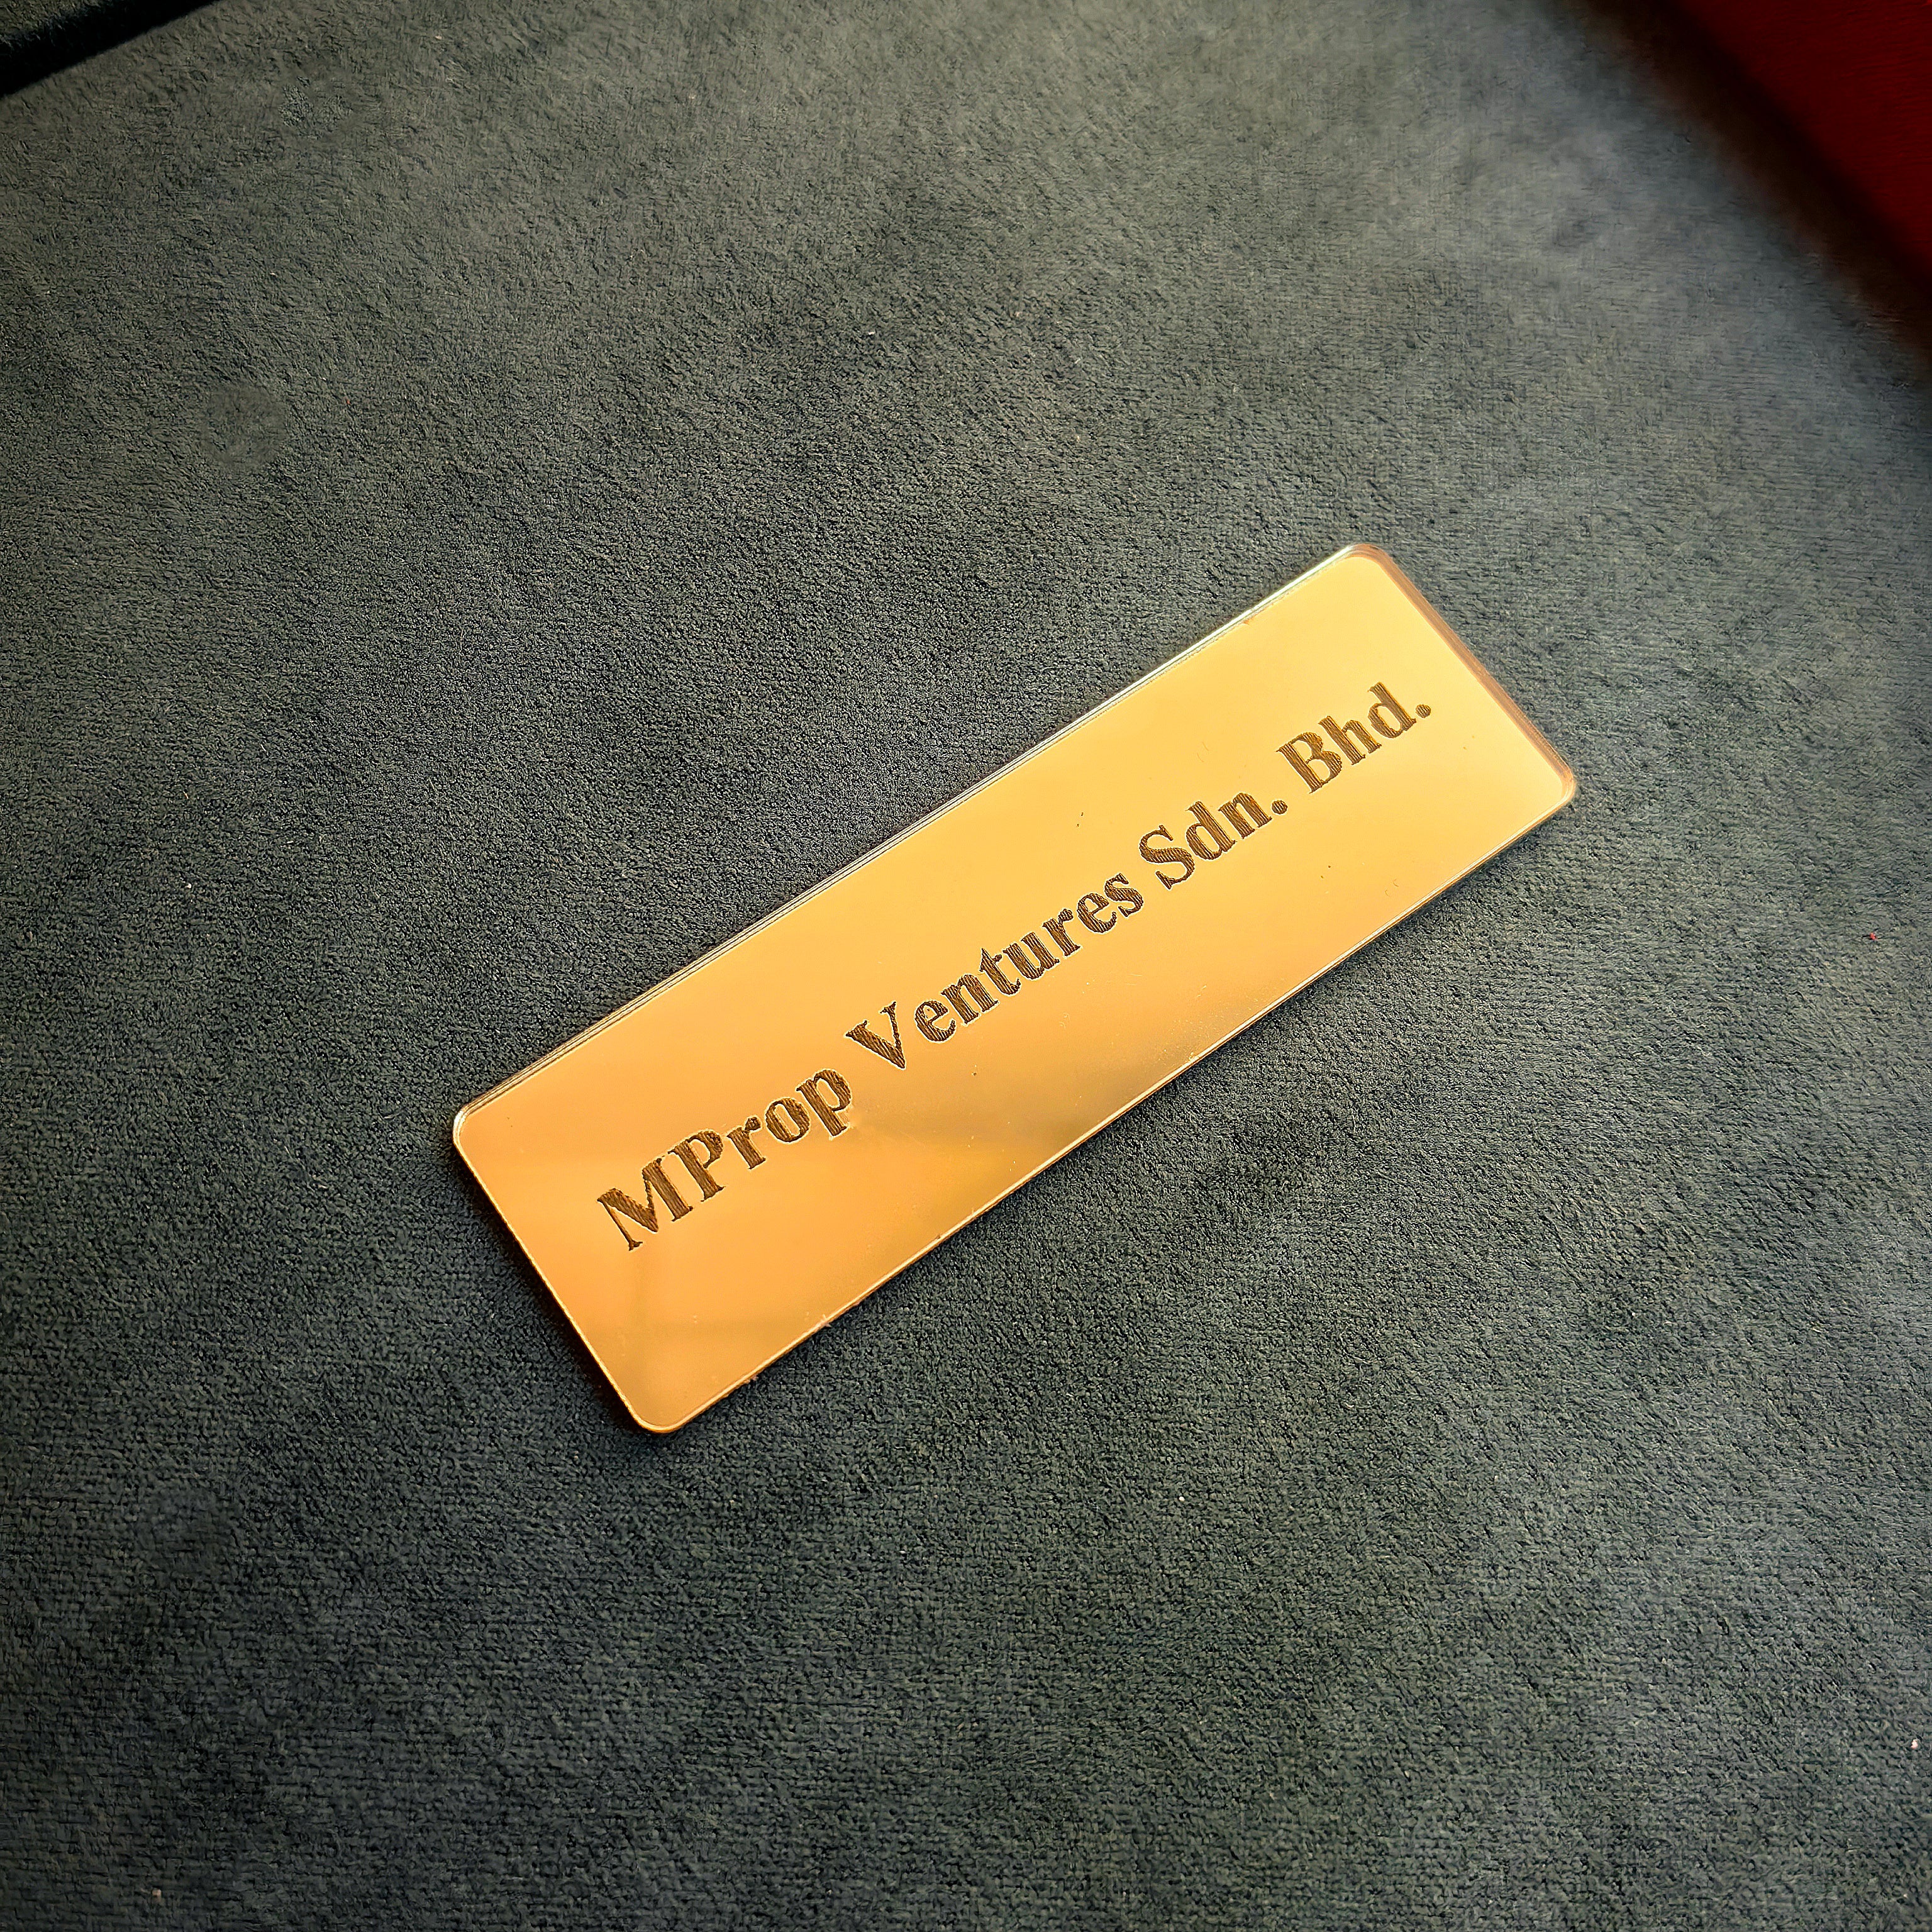 MProp Ventures Sdn. Bhd.